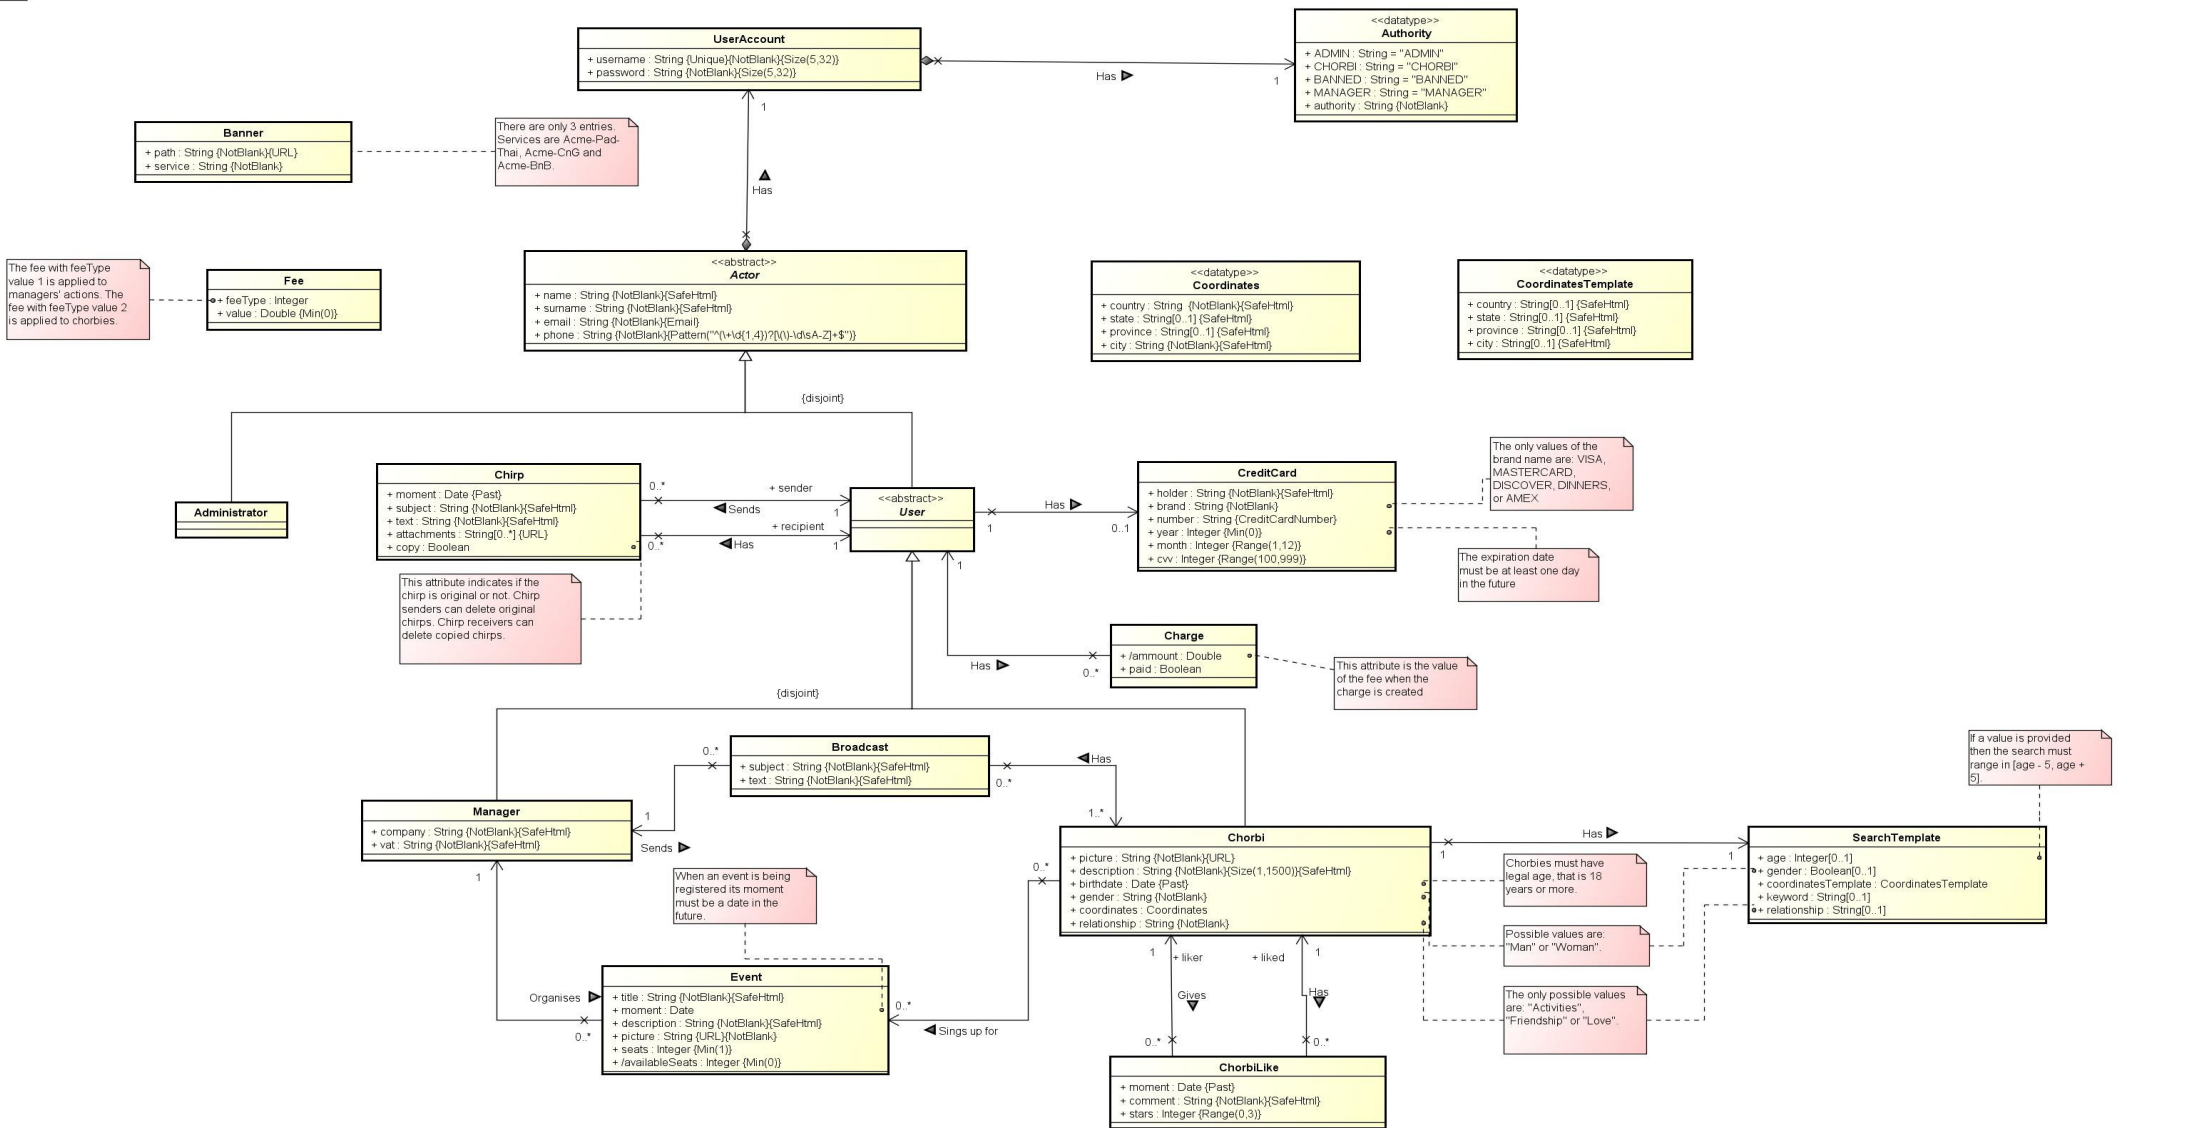 UserAccount
+ username : String {Unique}{NotBlank}{Size(5,32)}
+ password : String {NotBlank}{Size(5,32)}
Has
1
<<datatype>>
Authority
+ ADMIN : String = "ADMIN"
+ CHORBI : String = "CHORBI"
+ BANNED : String = "BANNED"
+ MANAGER : String = "MANAGER"
+ authority : String {NotBlank}
1
Has
Banner
+ path : String {NotBlank}{URL}
+ service : String {NotBlank}
There are only 3 entries.
Services are Acme-Pad-
Thai, Acme-CnG and
Acme-BnB.
The fee with feeType
value 1 is applied to
managers' actions. The
fee with feeType value 2
is applied to chorbies.
Fee
+ feeType : Integer
+ value : Double {Min(0)}
<<abstract>>
Actor
+ name : String {NotBlank}{SafeHtml}
+ surname : String {NotBlank}{SafeHtml}
+ email : String {NotBlank}{Email}
+ phone : String {NotBlank}{Pattern("^(\+\d{1,4})?[\(\)-\d\sA-Z]+$")}
<<datatype>>
Coordinates
+ country : String {NotBlank}{SafeHtml}
+ state : String[0..1] {SafeHtml}
+ province : String[0..1] {SafeHtml}
+ city : String {NotBlank}{SafeHtml}
<<datatype>>
CoordinatesTemplate
+ country : String[0..1] {SafeHtml}
+ state : String[0..1] {SafeHtml}
+ province : String[0..1] {SafeHtml}
+ city : String[0..1] {SafeHtml}
{disjoint}
Administrator
Chirp
+ moment : Date {Past}
+ subject : String {NotBlank}{SafeHtml}
+ text : String {NotBlank}{SafeHtml}
+ attachments : String[0..*] {URL}
+ copy : Boolean
0..*
+ sender
Sends
1
+ recipient
0..*
Has
1
<<abstract>>
User
1
Has
0..1
CreditCard
+ holder : String {NotBlank}{SafeHtml}
+ brand : String {NotBlank}
+ number : String {CreditCardNumber}
+ year : Integer {Min(0)}
+ month : Integer {Range(1,12)}
+ cvv : Integer {Range(100,999)}
The only values of the
brand name are: VISA,
MASTERCARD,
DISCOVER, DINNERS,
or AMEX
The expiration date
must be at least one day
in the future
This attribute indicates if the
chirp is original or not. Chirp
senders can delete original
chirps. Chirp receivers can
delete copied chirps.
1
Has
0..*
Charge
+ /ammount : Double
+ paid : Boolean
This attribute is the value
of the fee when the
charge is created
{disjoint}
Broadcast
+ subject : String {NotBlank}{SafeHtml}
+ text : String {NotBlank}{SafeHtml}
0..*
1
Sends
Has
0..*
1..*
Manager
+ company : String {NotBlank}{SafeHtml}
+ vat : String {NotBlank}{SafeHtml}
1
Organises
0..*
When an event is being
registered its moment
must be a date in the
future.
Event
+ title : String {NotBlank}{SafeHtml}
+ moment : Date
+ description : String {NotBlank}{SafeHtml}
+ picture : String {URL}{NotBlank}
+ seats : Integer {Min(1)}
+ /availableSeats : Integer {Min(0)}
0..*
0..*
Sings up for
Chorbi
+ picture : String {NotBlank}{URL}
+ description : String {NotBlank}{Size(1,1500)}{SafeHtml}
+ birthdate : Date {Past}
+ gender : String {NotBlank}
+ coordinates : Coordinates
+ relationship : String {NotBlank}
1
Has
1
SearchTemplate
+ age : Integer[0..1]
+ gender : Boolean[0..1]
+ coordinatesTemplate : CoordinatesTemplate
+ keyword : String[0..1]
+ relationship : String[0..1]
If a value is provided
then the search must
range in [age - 5, age +
5].
Chorbies must have
legal age, that is 18
years or more.
Possible values are:
"Man" or "Woman".
The only possible values
are: "Activities",
"Friendship" or "Love".
1
+ liker
+ liked
1
Gives
Has
0..*
0..*
ChorbiLike
+ moment : Date {Past}
+ comment : String {NotBlank}{SafeHtml}
+ stars : Integer {Range(0,3)}